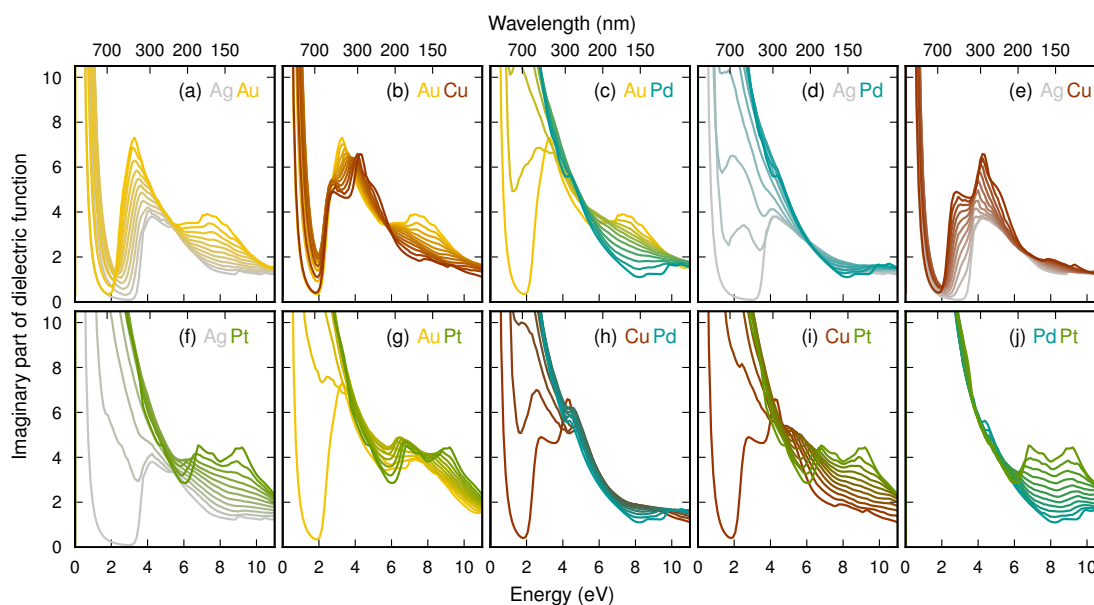 Wavelength (nm)
700 300 200 150 700 300 200 150 700 300 200 150 700 300 200 150 700 300 200 150
Imaginary part of dielectric function
10
8
6
4
2
0
(a) Ag Au
(b) Au Cu
(c) Au Pd
(d) Ag Pd
(e) Ag Cu
10
8
6
4
2
0
(f) Ag Pt
(g) Au Pt
(h) Cu Pd
(i) Cu Pt
(j) Pd Pt
0 2 4 6 8 10 0 2 4 6 8 10 0 2 4 6 8 10 0 2 4 6 8 10 0 2 4 6 8 10
Energy (eV)